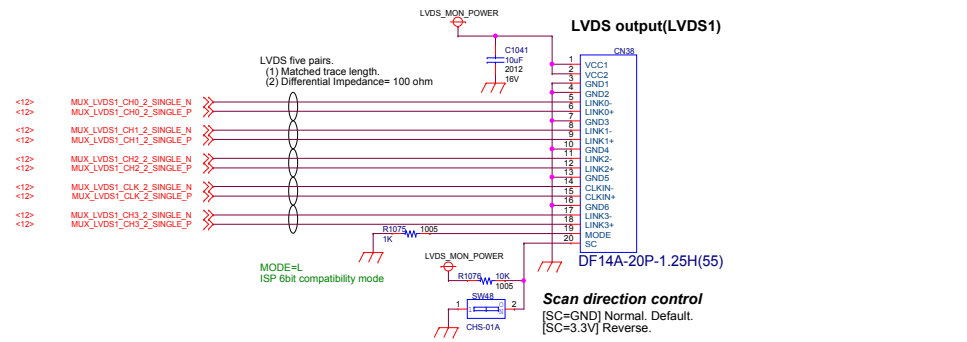 LVDS_MON_POWER
LVDS output(LVDS1)
C1041
10uF
2012
16V
CN38
LVDS five pairs.
(1) Matched trace length.
(2) Differential Impedance= 100 ohm
1 VCC1
2 VCC2
3 GND1
4 GND2
<12> MUX_LVDS1_CH0_2_SINGLE_N 5 LINK0-
<12> MUX_LVDS1_CH0_2_SINGLE_P 6 LINK0+
7 GND3
<12> MUX_LVDS1_CH1_2_SINGLE_N 8 LINK1-
<12> MUX_LVDS1_CH1_2_SINGLE_P 9 LINK1+
10 GND4
<12> MUX_LVDS1_CH2_2_SINGLE_N 11 LINK2-
<12> MUX_LVDS1_CH2_2_SINGLE_P 12 LINK2+
13 GND5
<12> MUX_LVDS1_CLK_2_SINGLE_N 14 CLKIN-
<12> MUX_LVDS1_CLK_2_SINGLE_P 15 CLKIN+
16 GND6
<12> MUX_LVDS1_CH3_2_SINGLE_N 17 LINK3-
<12> MUX_LVDS1_CH3_2_SINGLE_P 18 LINK3+
R1075 1005 19 MODE
1K
20 SC
DF14A-20P-1.25H(55)
LVDS_MON_POWER
MODE=L
ISP 6bit compatibility mode
R1076 10K
1005
SW48
1 2
CHS-01A
Scan direction control
[SC=GND] Normal. Default.
[SC=3.3V] Reverse.